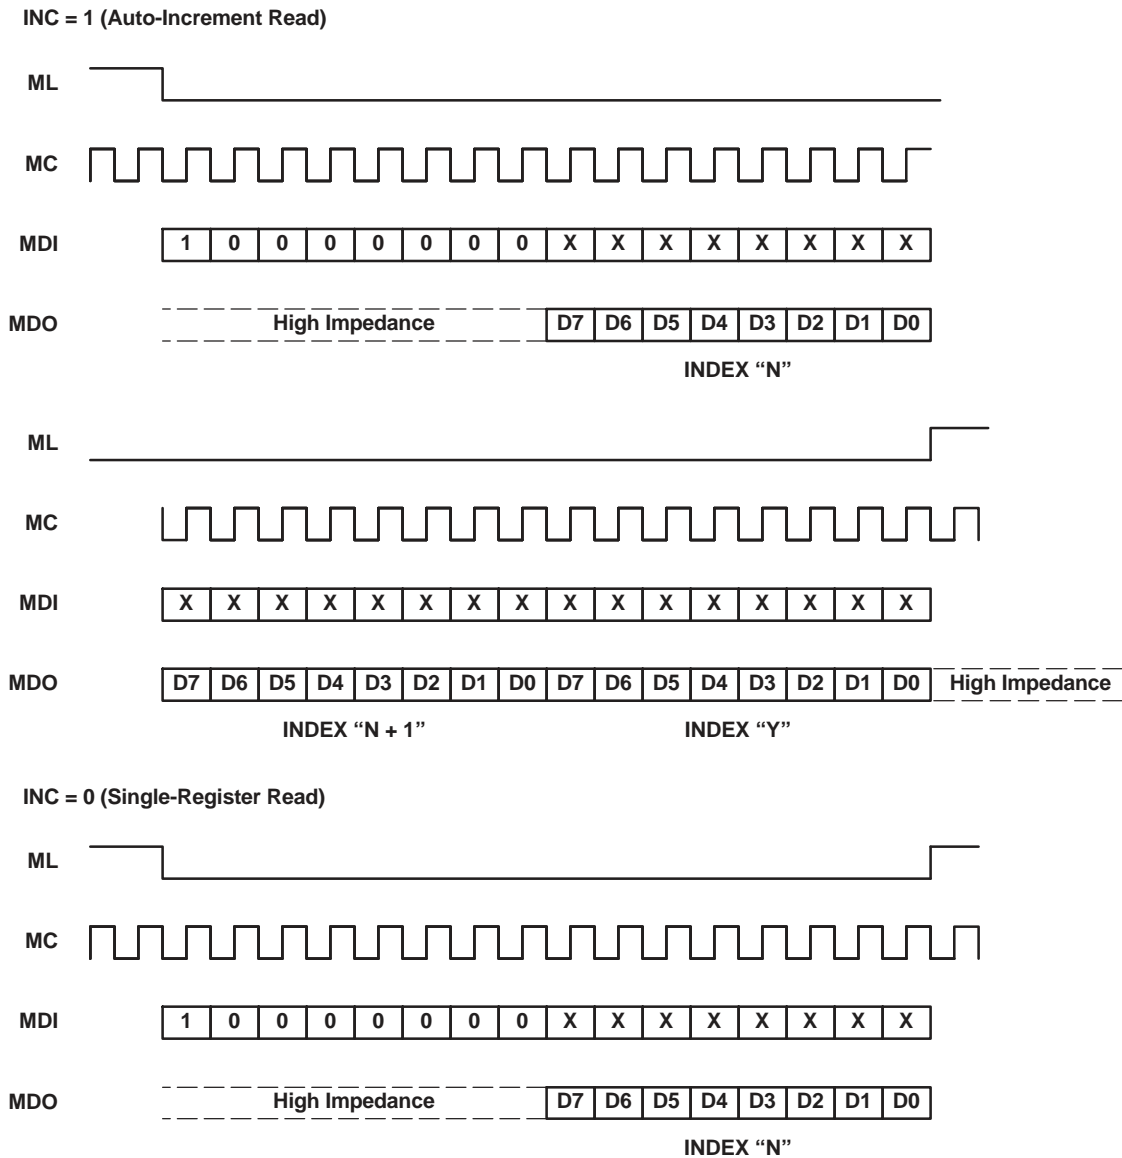 INC = 1 (Auto-Increment Read)
ML
MC
MDI 1 0 0 0 0 0 0 0 X X X X X X X X
MDO High Impedance D7 D6 D5 D4 D3 D2 D1 D0
INDEX “N”
ML
MC
MDI X X X X X X X X X X X X X X X X
MDO D7 D6 D5 D4 D3 D2 D1 D0 D7 D6 D5 D4 D3 D2 D1 D0 High Impedance
INDEX “N + 1” INDEX “Y”
INC = 0 (Single-Register Read)
ML
MC
MDI 1 0 0 0 0 0 0 0 X X X X X X X X
MDO High Impedance D7 D6 D5 D4 D3 D2 D1 D0
INDEX “N”